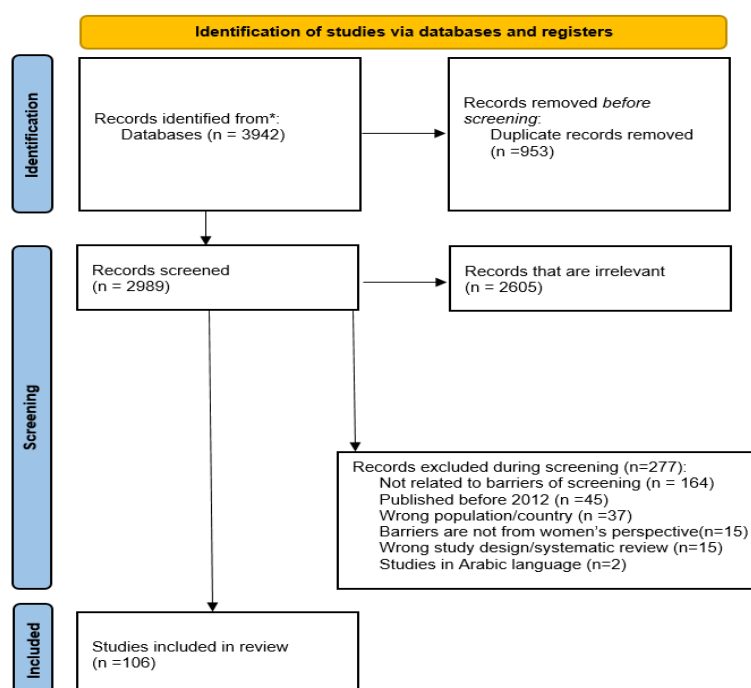 Identification of studies via databases and registers
Identification
Records identified from*:
Databases (n = 3942)
Records removed before
screening:
Duplicate records removed
(n =953)
Screening
Records screened
(n = 2989)
Records that are irrelevant
(n = 2605)
Records excluded during screening (n=277):
Not related to barriers of screening (n = 164)
Published before 2012 (n =45)
Wrong population/country (n =37)
Barriers are not from women's perspective(n=15)
Wrong study design/systematic review (n=15)
Studies in Arabic language (n=2)
Included
Studies included in review
(n =106)